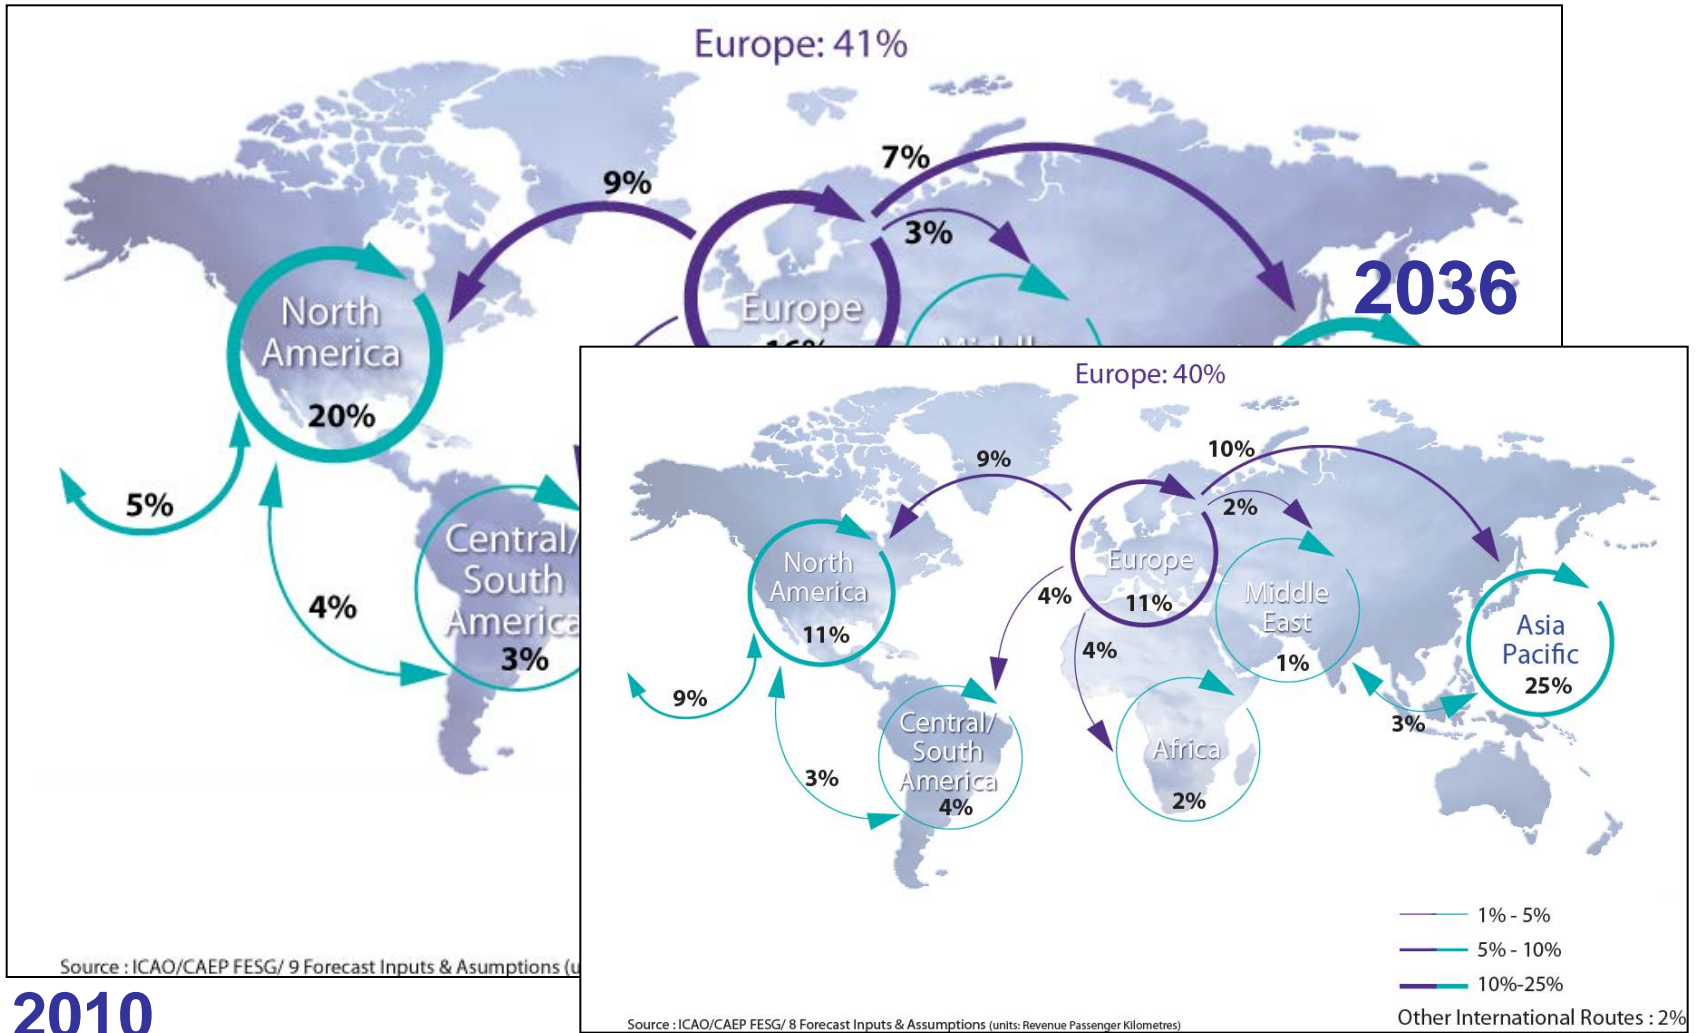 Europe: 41%
7%
9%
3%
2036
North
America
20%
Europe
16%
Middle
5%
4%
Central/
South
America
3%
Source : ICAO/CAEP FESG/ 9 Forecast Inputs & Asumptions (u
2010
Europe: 40%
10%
9%
2%
North
America
11%
Europe
11%
Middle
East
1%
Asia
Pacific
25%
4%
4%
9%
3%
3%
Central/
South
America
4%
Africa
2%
1% - 5%
5% - 10%
10%-25%
Other International Routes : 2%
Source : ICAO/CAEP FESG/ 8 Forecast Inputs & Assumptions (units: Revenue Passenger Kilometres)